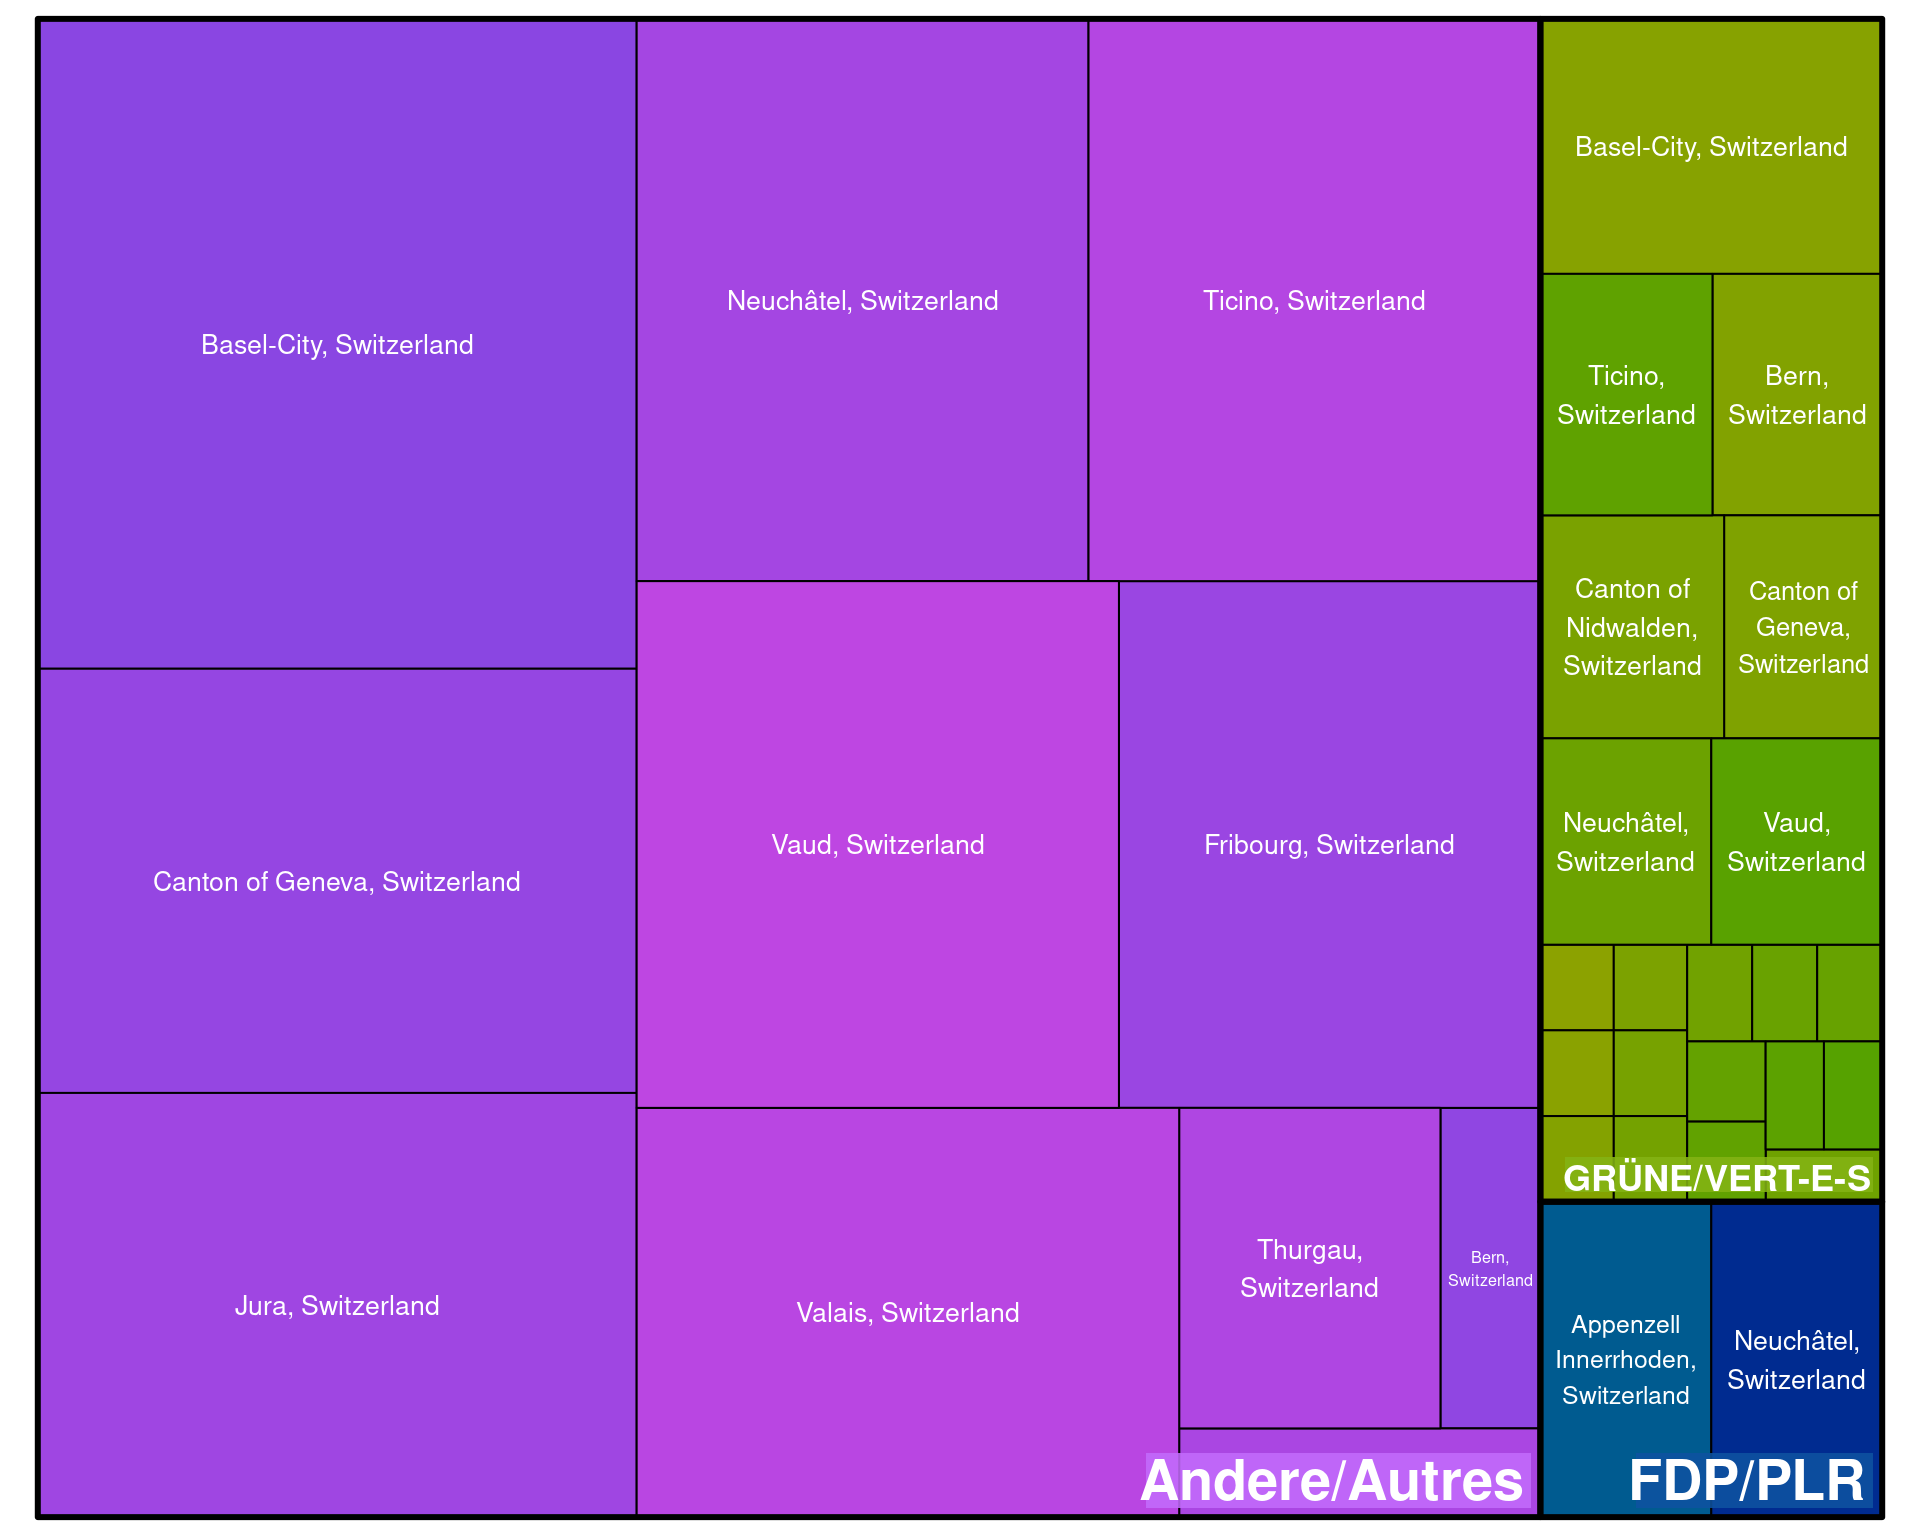 Basel-City, Switzerland
Canton of Geneva, Switzerland
Jura, Switzerland
Neuchâtel, Switzerland
Ticino, Switzerland
Vaud, Switzerland
Fribourg, Switzerland
Valais, Switzerland
Thurgau,
Switzerland
Bern,
Switzerland
Andere/Autres
Basel-City, Switzerland
Ticino,
Switzerland
Bern,
Switzerland
Canton of
Nidwalden,
Switzerland
Canton of
Geneva,
Switzerland
Neuchâtel,
Switzerland
Vaud,
Switzerland
GRÜNE/VERT-E-S
Appenzell
Innerrhoden,
Switzerland
Neuchâtel,
Switzerland
FDP/PLR